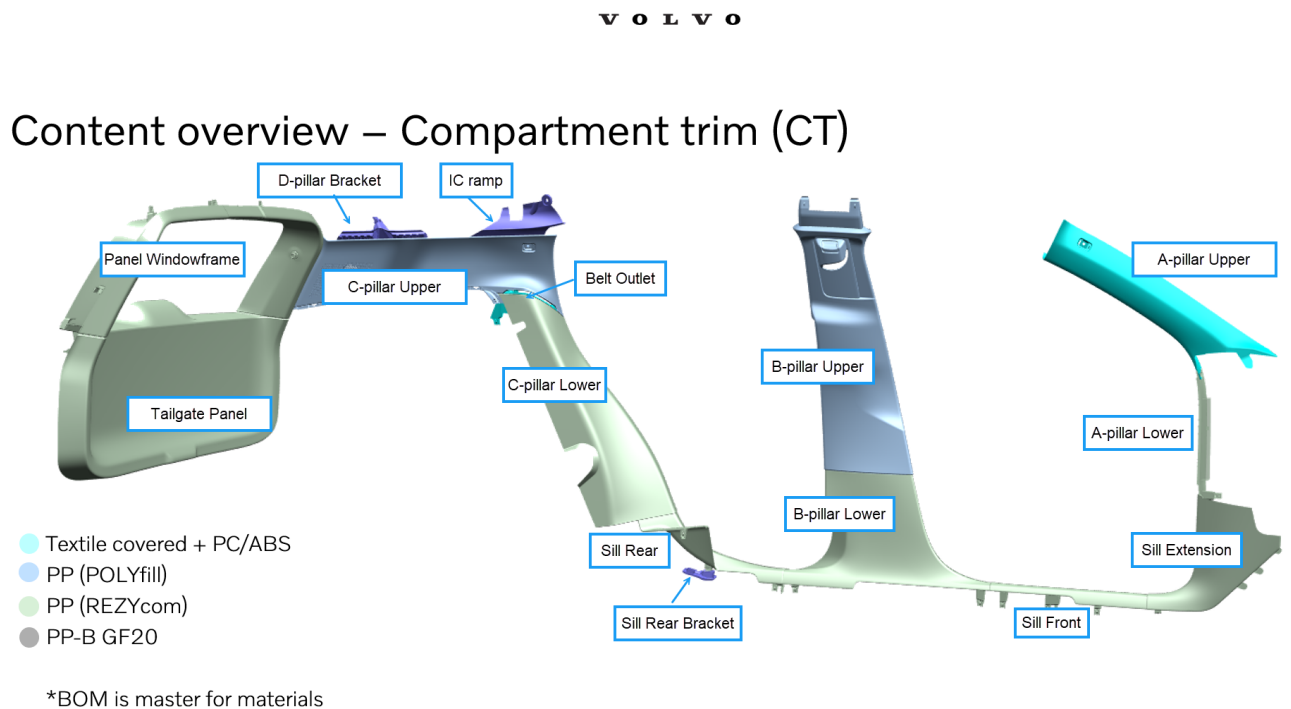 VOLVO
Content overview – Compartment trim (CT)
D-pillar Bracket
IC ramp
Panel Windowframe
C-pillar Upper
Belt Outlet
A-pillar Upper
B-pillar Upper
C-pillar Lower
Tailgate Panel
A-pillar Lower
B-pillar Lower
Sill Rear
Sill Extension
Sill Rear Bracket
Sill Front
Textile covered + PC/ABS
PP (POLYfill)
PP (REZYcom)
PP-B GF20
*BOM is master for materials